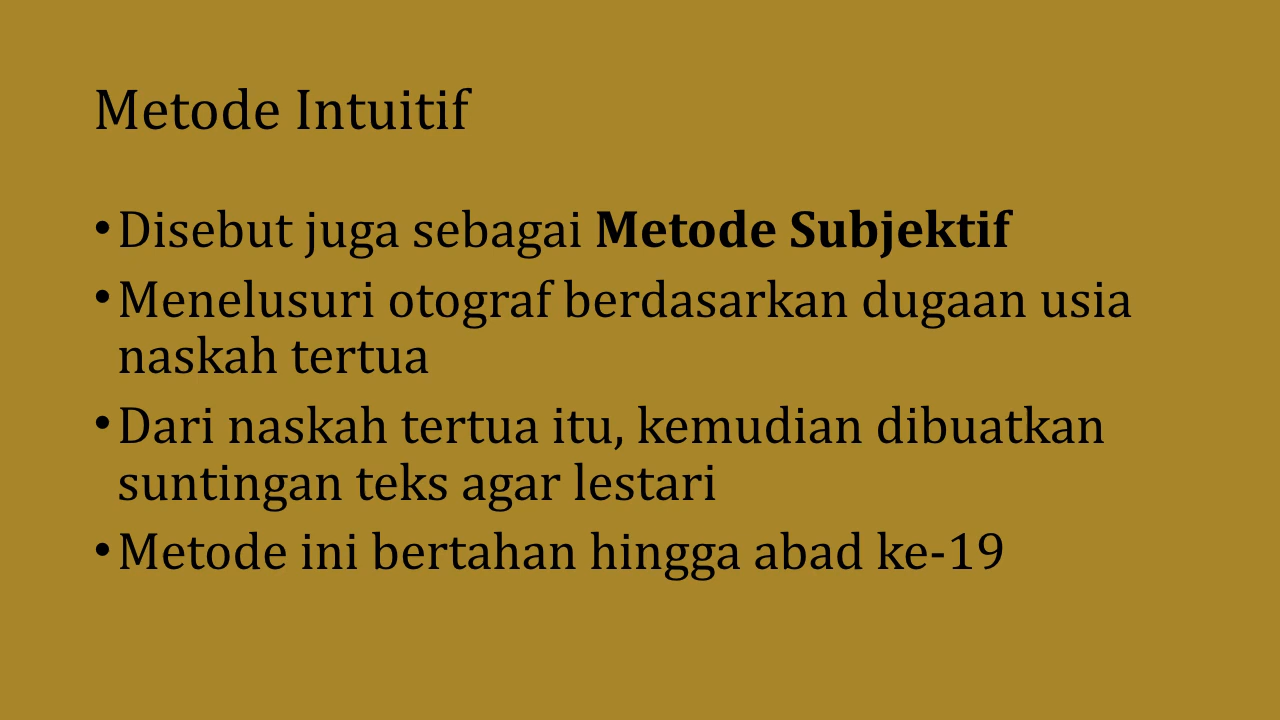 Metode Intuitif
•Disebut juga sebagai Metode Subjektif
•Menelusuri otograf berdasarkan dugaan usia
naskah tertua
•Dari naskah tertua itu, kemudian dibuatkan
suntingan teks agar lestari
•Metode ini bertahan hingga abad ke-19